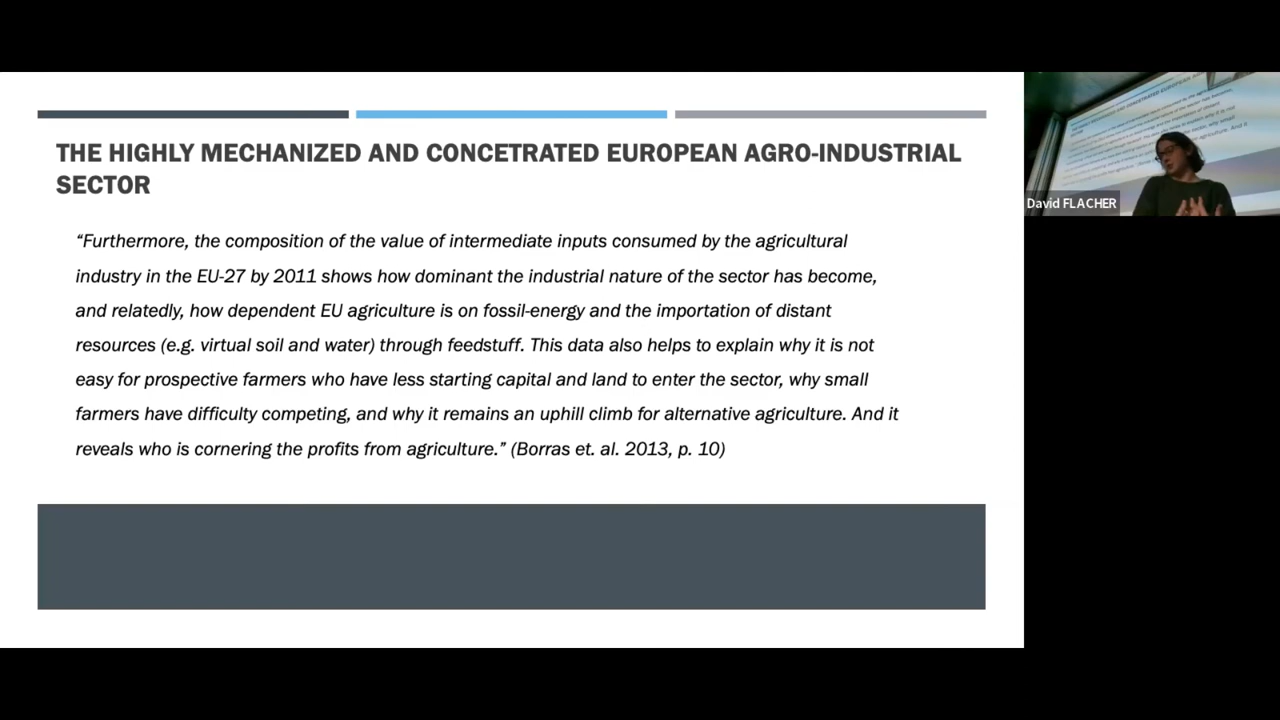 THE HIGHLY MECHANIZED AND CONCETRATED EUROPEAN AGRO-INDUSTRIAL
SECTOR
“Furthermore, the composition of the value of intermediate inputs consumed by the agricultural
industry in the EU-27 by 2011 shows how dominant the industrial nature of the sector has become,
and relatedly, how dependent EU agriculture is on fossil-energy and the importation of distant
resources (e.g. virtual soil and water) through feedstuff. This data also helps to explain why it is not
easy for prospective farmers who have less starting capital and land to enter the sector, why small
farmers have difficulty competing, and why it remains an uphill climb for alternative agriculture. And it
reveals who is cornering the profits from agriculture.” (Borras et. al. 2013, p. 10)
David FLACHER